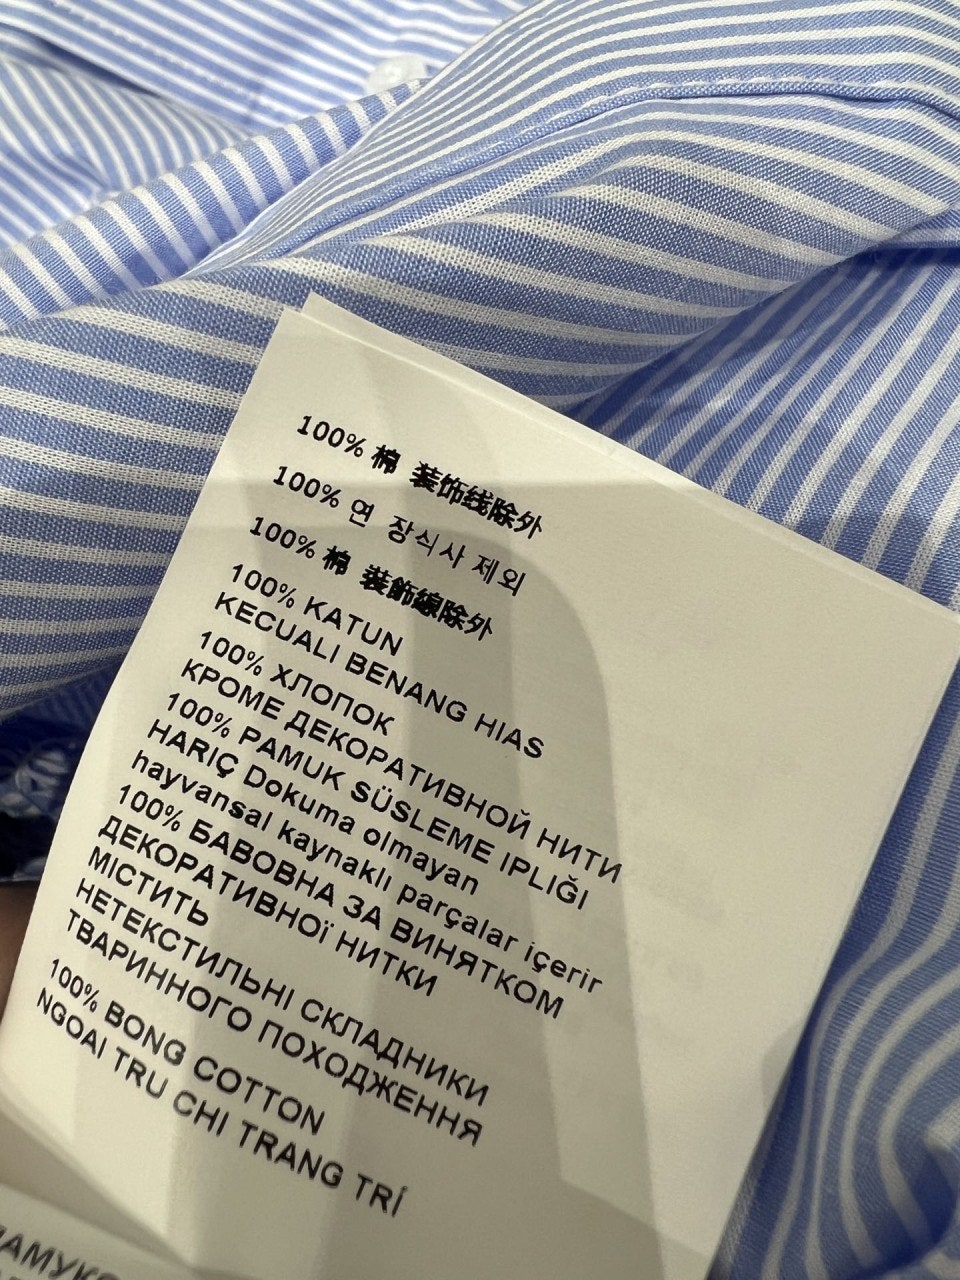 100% 棉 装饰线除外
100% 면 장식사 제외
100% 棉 裝飾線除外
100% KATUN
KECUALI BENANG HIAS
100% ХЛОПОК
КРОМЕ ДЕКОРАТИВНОЙ НИТИ
100% PAMUK SÜSLEME IPLIĞI
HARIÇ Dokuma olmayan
hayvansal kaynaklı parçalar içerir
100% БАВОВНА ЗА ВИНЯТКОМ
ДЕКОРАТИВНОЇ НИТКИ
МІСТИТЬ
НЕТЕКСТИЛЬНІ СКЛАДНИКИ
ТВАРИННОГО ПОХОДЖЕННЯ
100% BONG COTTON
NGOAI TRU CHI TRANG TRÍ